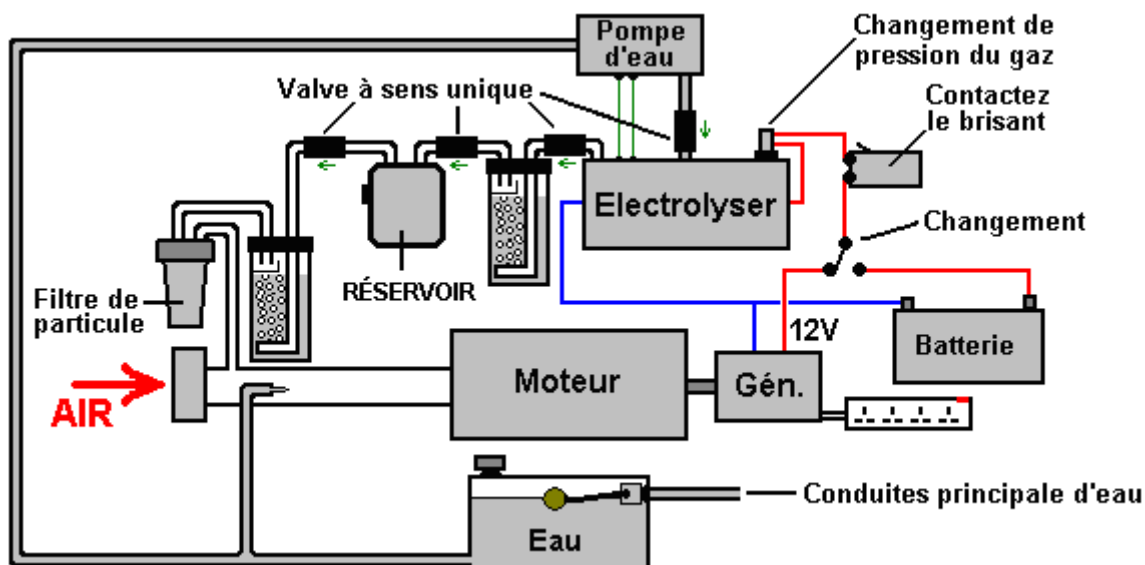 Pompe
d'eau
Changement de
pression du gaz
Valve à sens unique
Contactez
le brisant
Electrolyser
Changement
RÉSERVOIR
Filtre de
particule
12V
Batterie
Moteur
Gén.
AIR
Conduites principale d'eau
Eau